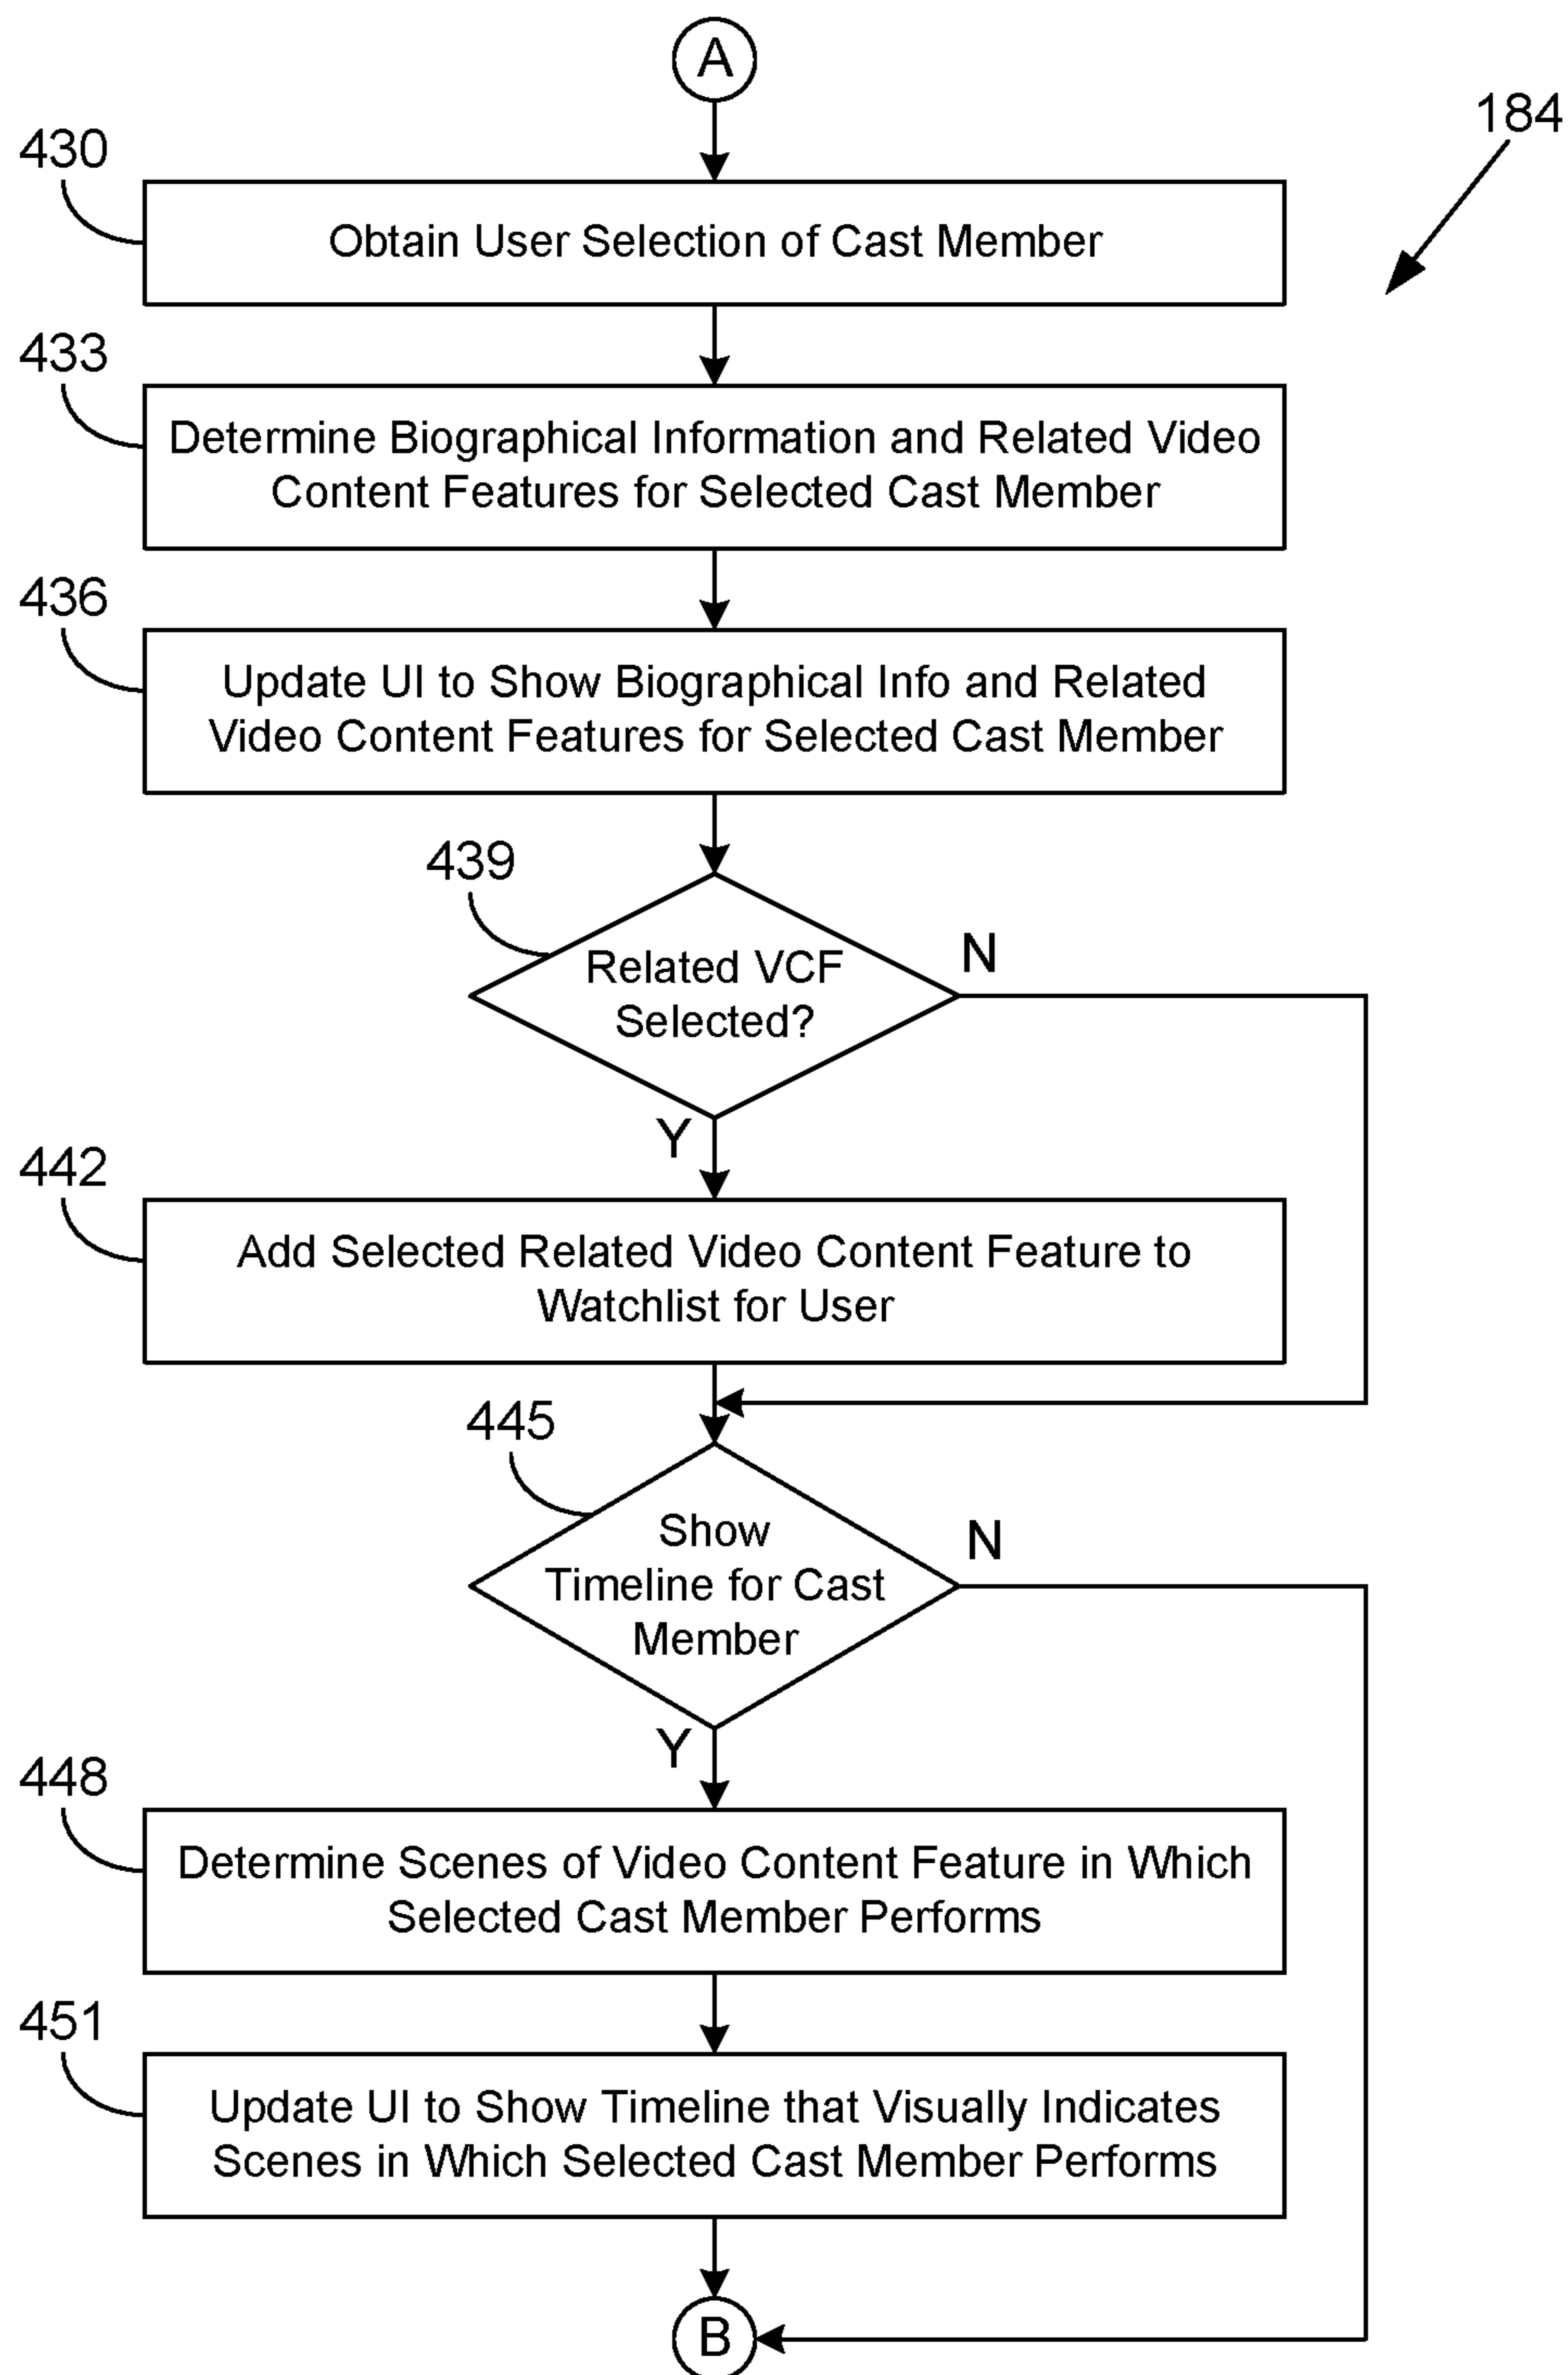 A
184
430
Obtain User Selection of Cast Member
433
Determine Biographical Information and Related Video
Content Features for Selected Cast Member
436
Update UI to Show Biographical Info and Related
Video Content Features for Selected Cast Member
439
Related VCF
Selected?
N
Y
442
Add Selected Related Video Content Feature to
Watchlist for User
445
Show
Timeline for Cast
Member
N
Y
448
Determine Scenes of Video Content Feature in Which
Selected Cast Member Performs
451
Update UI to Show Timeline that Visually Indicates
Scenes in Which Selected Cast Member Performs
B